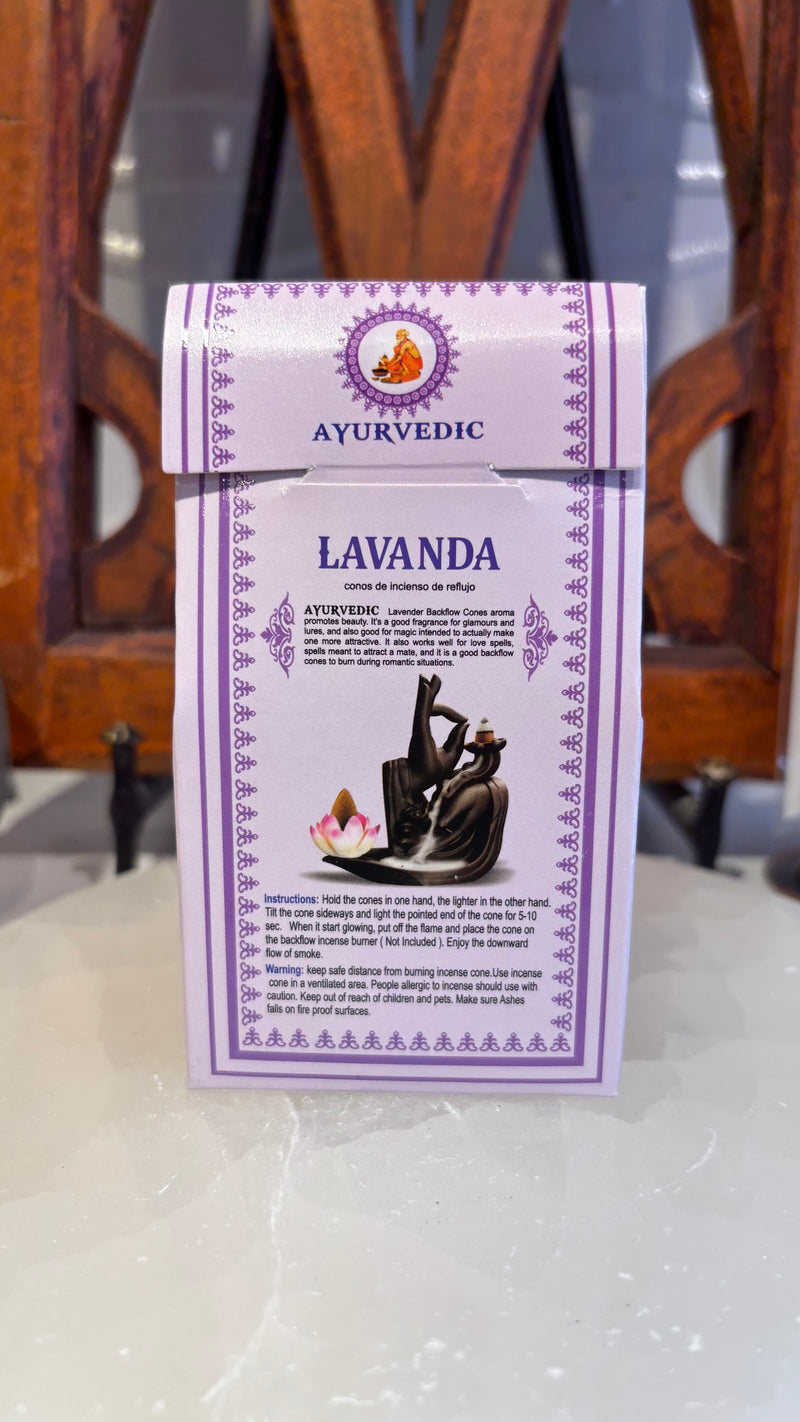 AYURVEDIC
LAVANDA
conos de incienso de reflujo
AYURVEDIC Lavender Backflow Cones aroma
promotes beauty. It's a good fragrance for glamours and
lures, and also good for magic intended to actually make
one more attractive. It also works well for love spells,
spells meant to attract a mate, and it is a good backflow
cones to burn during romantic situations.
Instructions: Hold the cones in one hand, the lighter in the other hand.
Tilt the cone sideways and light the pointed end of the cone for 5-10
sec. When it start glowing, put off the flame and place the cone on
the backflow incense burner ( Not Included ). Enjoy the downward
flow of smoke.
Warning: keep safe distance from burning incense cone.Use incense
cone in a ventilated area. People allergic to incense should use with
caution. Keep out of reach of children and pets. Make sure Ashes
falls on fire proof surfaces.